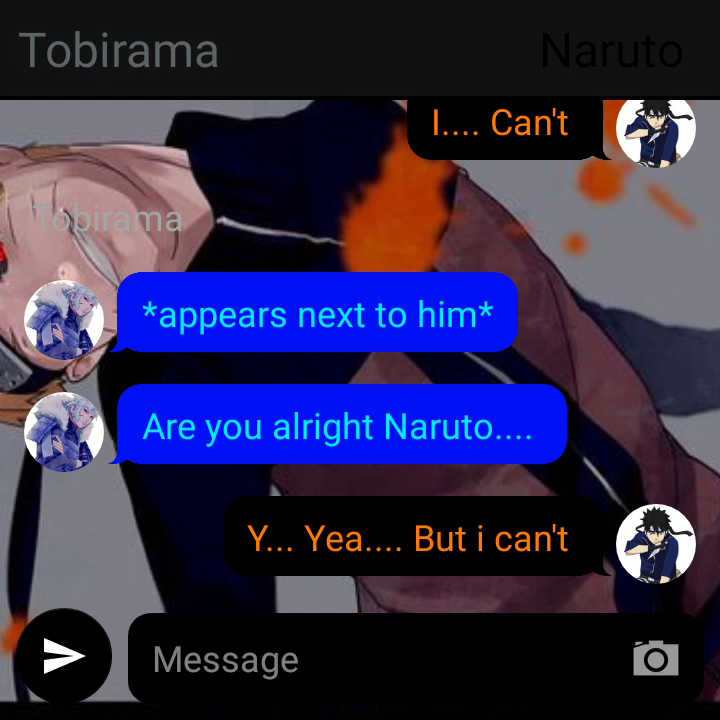 Tobirama
Naruto
I.... Can't
Tobirama
*appears next to him*
Are you alright Naruto....
Y... Yea.... But i can't
Message